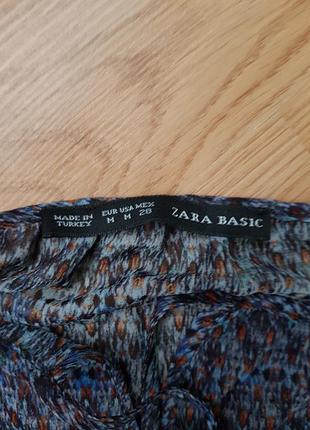 MADE IN
TURKEY
EUR USA MEX
M M 28
ZARA BASIC